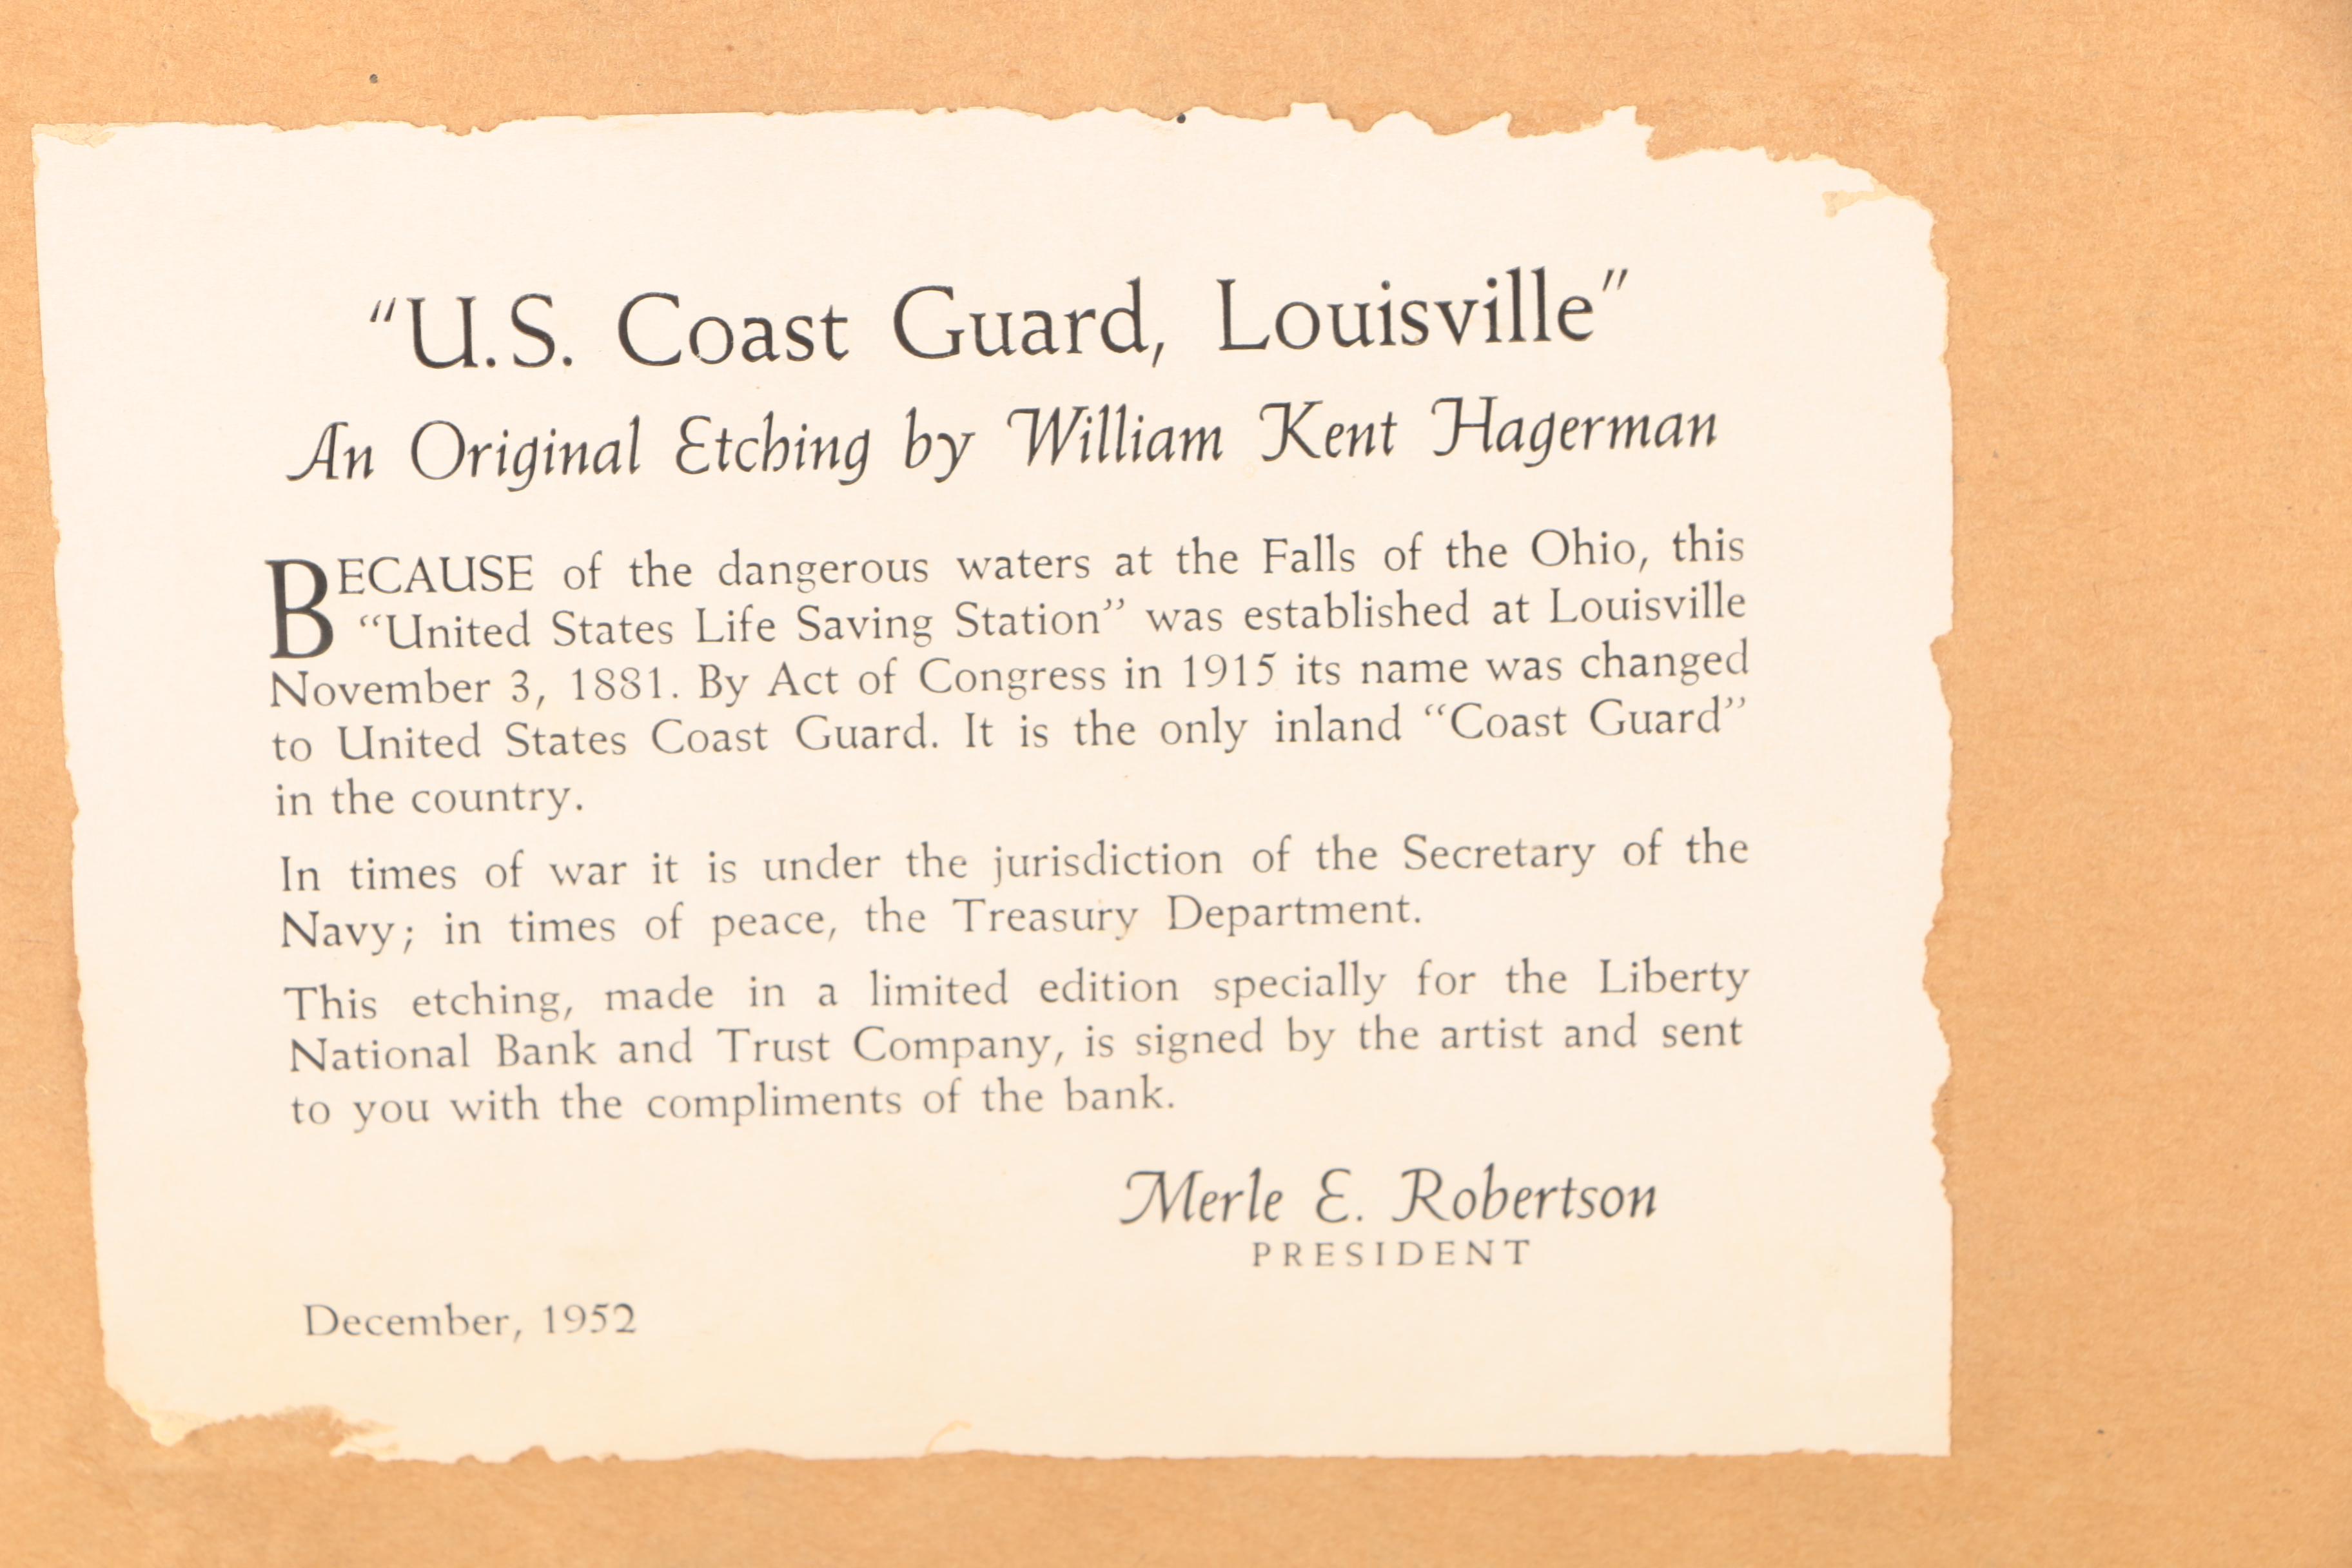 "U.S. Coast Guard, Louisville"
An Original Etching by William Kent Hagerman
BECAUSE of the dangerous waters at the Falls of the Ohio, this
"United States Life Saving Station" was established at Louisville
November 3, 1881. By Act of Congress in 1915 its name was changed
to United States Coast Guard. It is the only inland "Coast Guard"
in the country.
In times of war it is under the jurisdiction of the Secretary of the
Navy; in times of peace, the Treasury Department.
This etching, made in a limited edition specially for the Liberty
National Bank and Trust Company, is signed by the artist and sent
to you with the compliments of the bank.
Merle E. Robertson
PRESIDENT
December, 1952